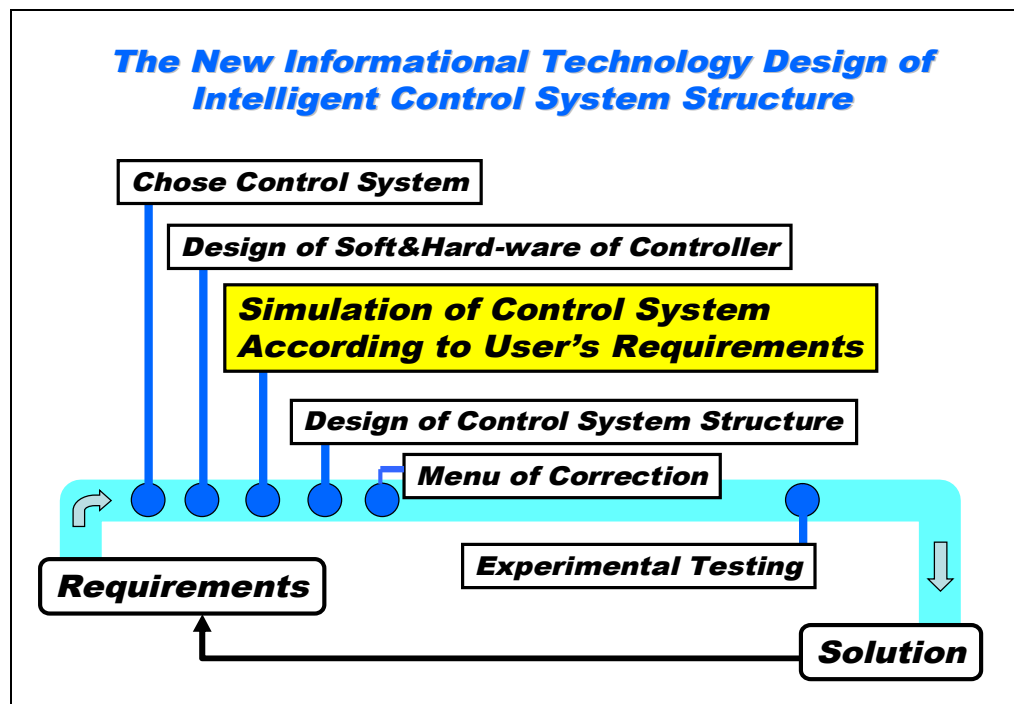 The New Informational Technology Design of
Intelligent Control System Structure
Chose Control System
Design of Soft&Hard-ware of Controller
Simulation of Control System
According to User's Requirements
Design of Control System Structure
Menu of Correction
Experimental Testing
Requirements
Solution